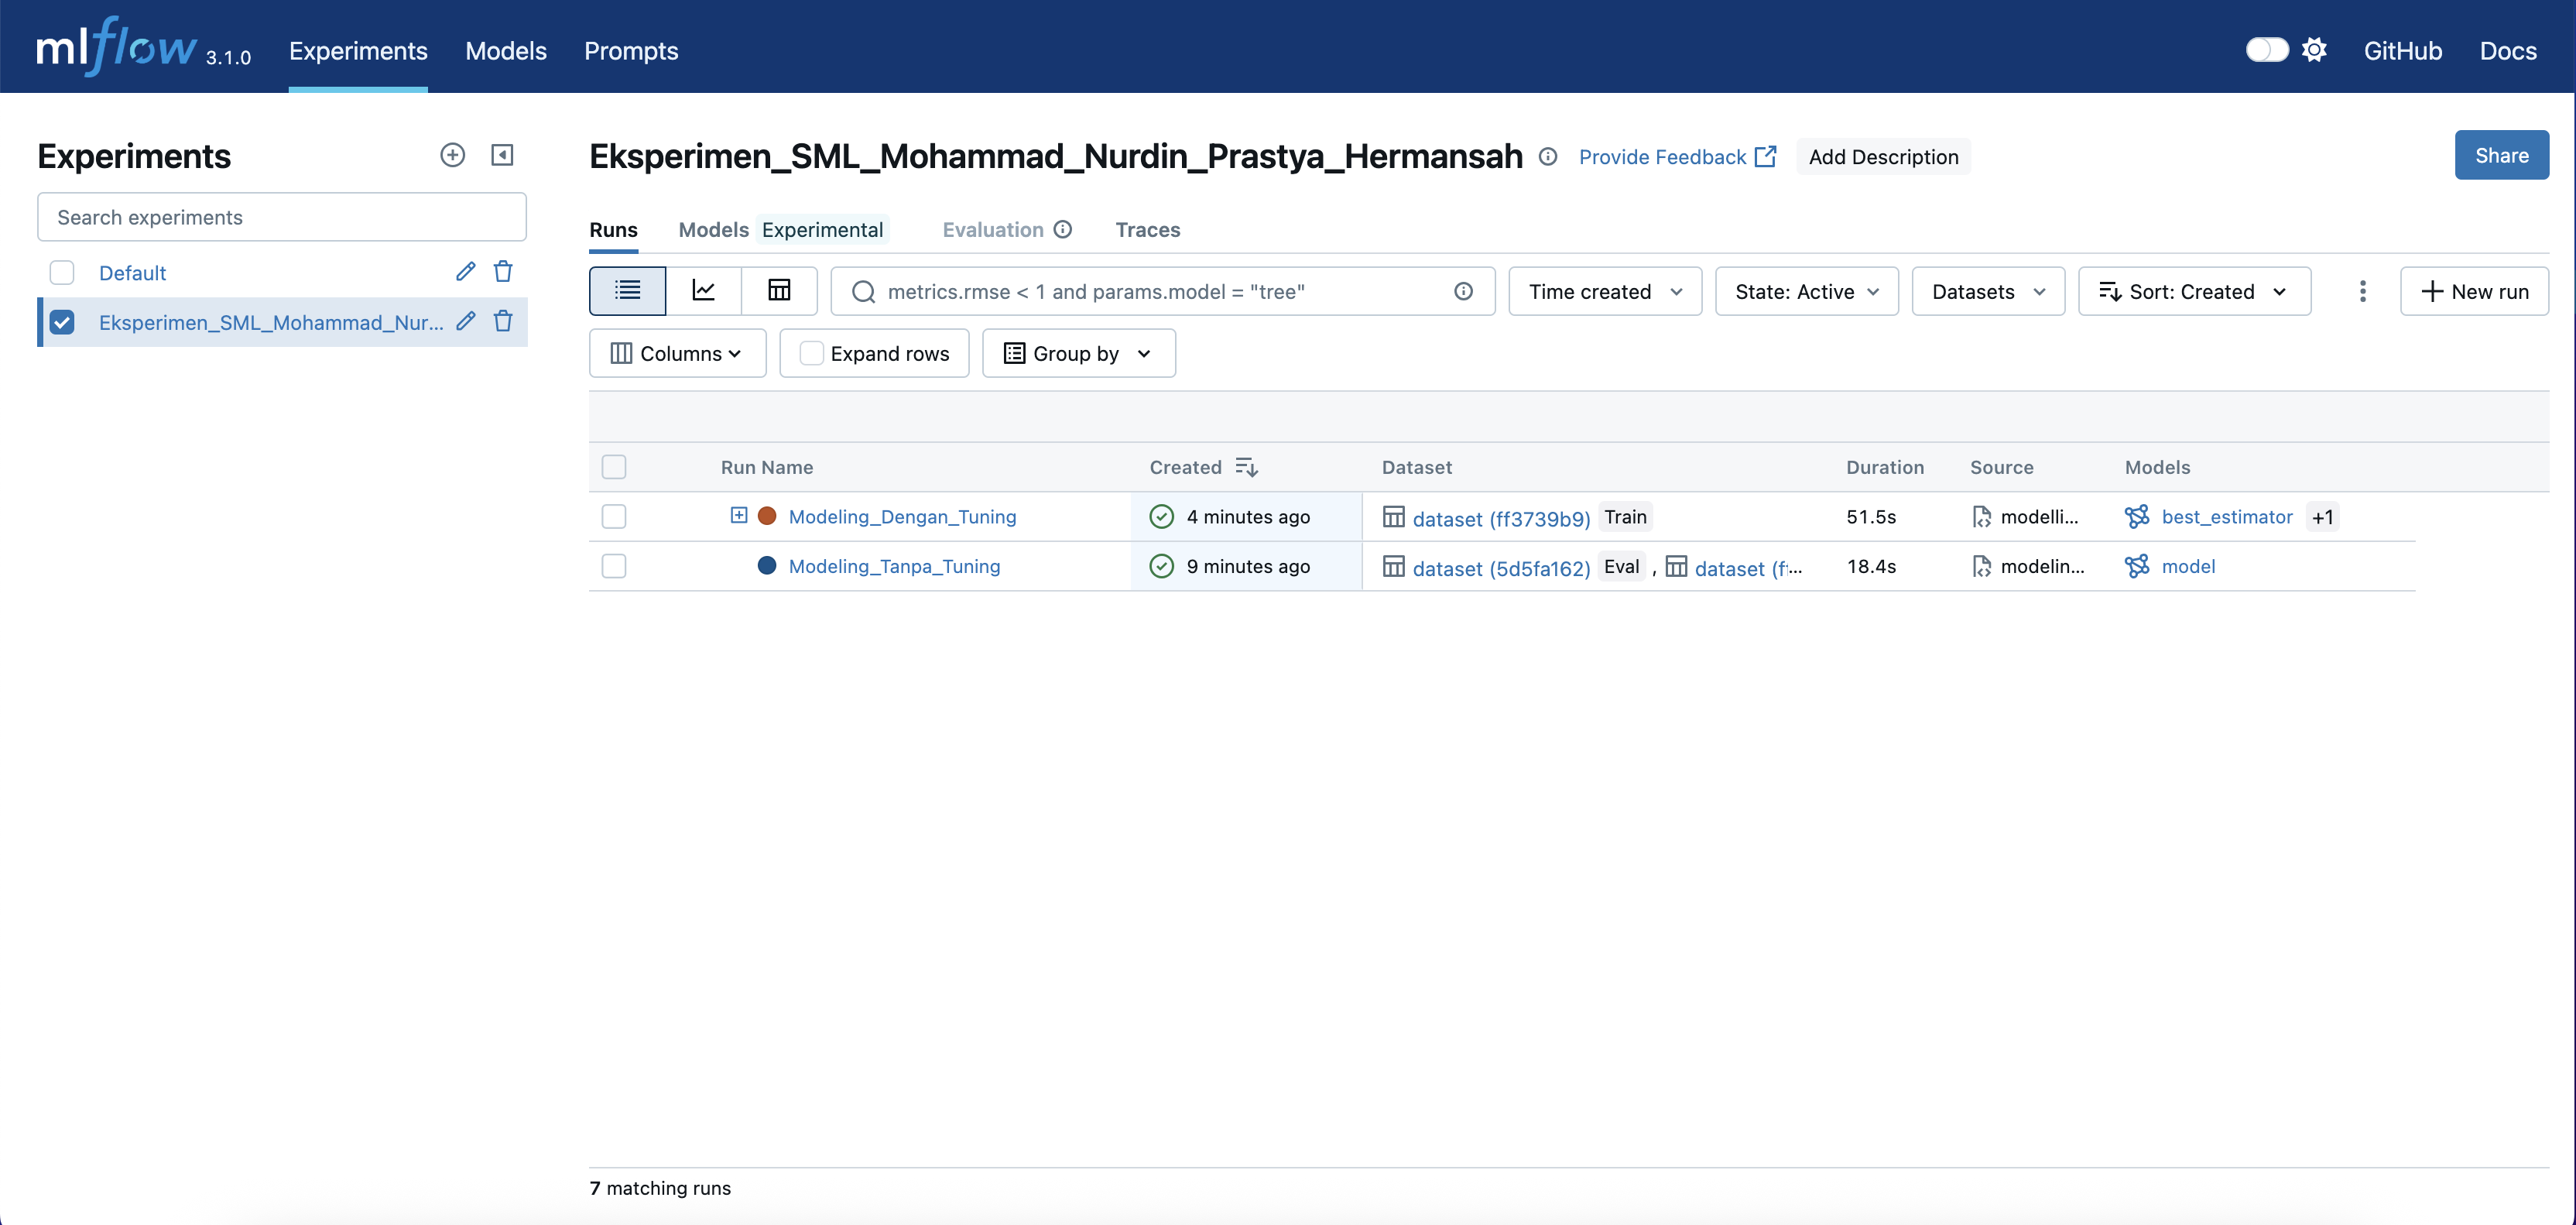 mlflow 3.1.0 Experiments Models Prompts GitHub Docs
Experiments
Search experiments
Default
Eksperimen_SML_Mohammad_Nur...
Eksperimen_SML_Mohammad_Nurdin_Prastya_Hermansah Provide Feedback Add Description Share
Runs Models Experimental Evaluation Traces
metrics.rmse < 1 and params.model = "tree" Time created State: Active Datasets Sort: Created New run
Columns Expand rows Group by
Run Name Created Dataset Duration Source Models
Modeling_Dengan_Tuning 4 minutes ago dataset (ff3739b9) Train 51.5s modelli... best_estimator +1
Modeling_Tanpa_Tuning 9 minutes ago dataset (5d5fa162) Eval , dataset (f... 18.4s modelin... model
7 matching runs